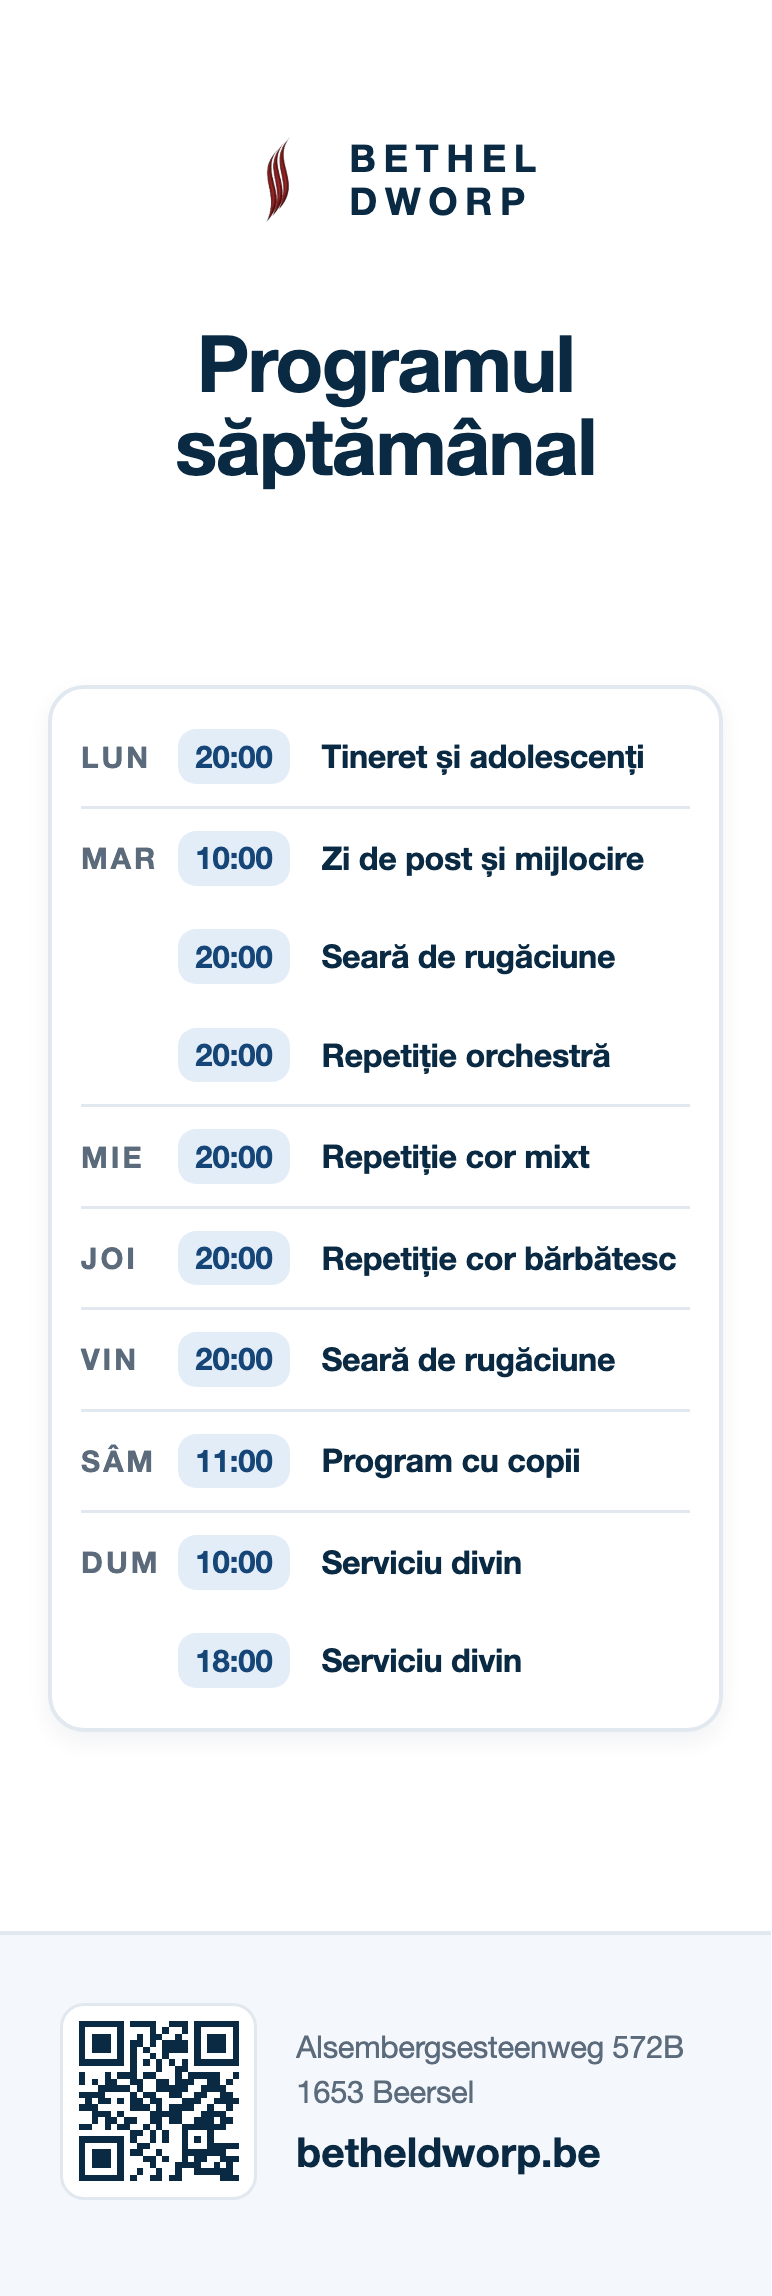 BETHEL
DWORP
Programul
săptămânal
LUN 20:00 Tineret și adolescenți
MAR 10:00 Zi de post și mijlocire
20:00 Seară de rugăciune
20:00 Repetiție orchestră
MIE 20:00 Repetiție cor mixt
JOI 20:00 Repetiție cor bărbătesc
VIN 20:00 Seară de rugăciune
SÂM 11:00 Program cu copii
DUM 10:00 Serviciu divin
18:00 Serviciu divin
Alsembergsesteenweg 572B
1653 Beersel
betheldworp.be